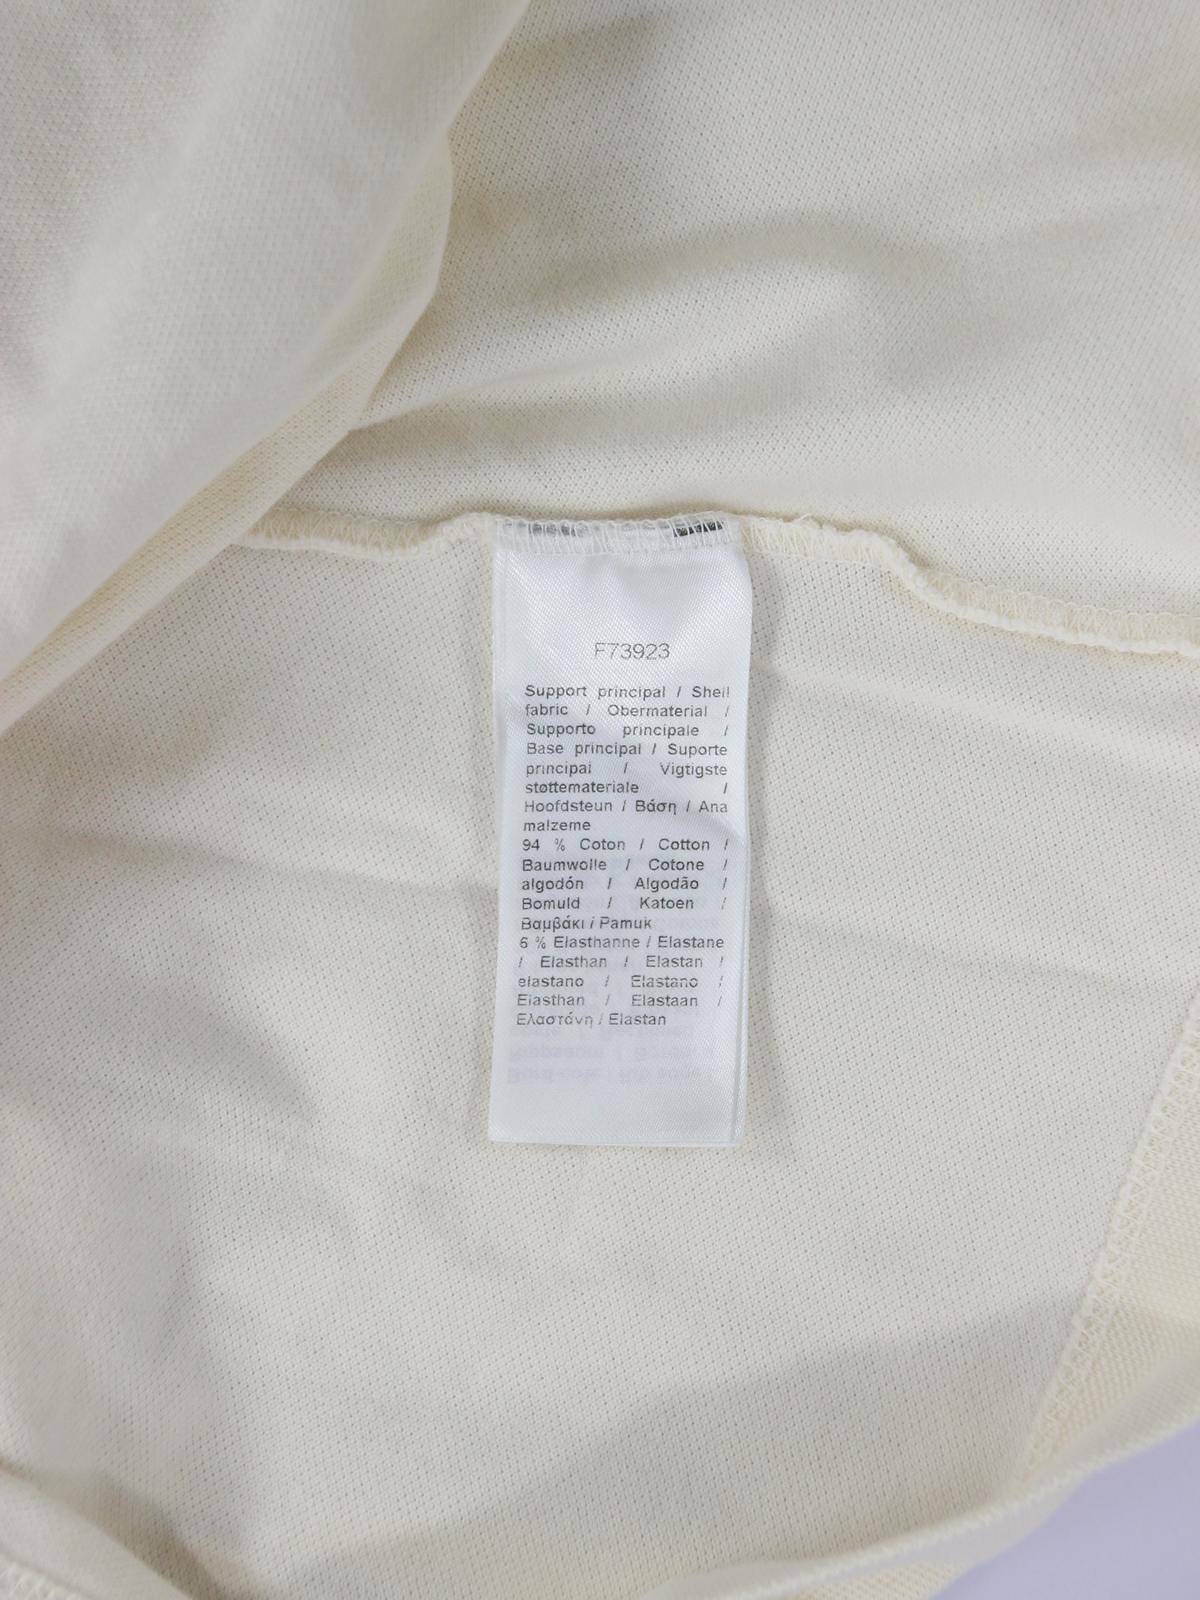 F73923
Support principal / Shell
fabric / Obermaterial /
Supporto principale /
Base principal / Suporte
principal / Vigtigste
støttemateriale /
Hoofdsteun / Βάση / Ana
malzeme
94 % Coton / Cotton /
Baumwolle / Cotone /
algodón / Algodão /
Bomuld / Katoen /
Βαμβάκι / Pamuk
6 % Elasthanne / Elastane
/ Elasthan / Elastan /
elastano / Elastano /
Elasthan / Elastaan /
Ελαστάνη / Elastan